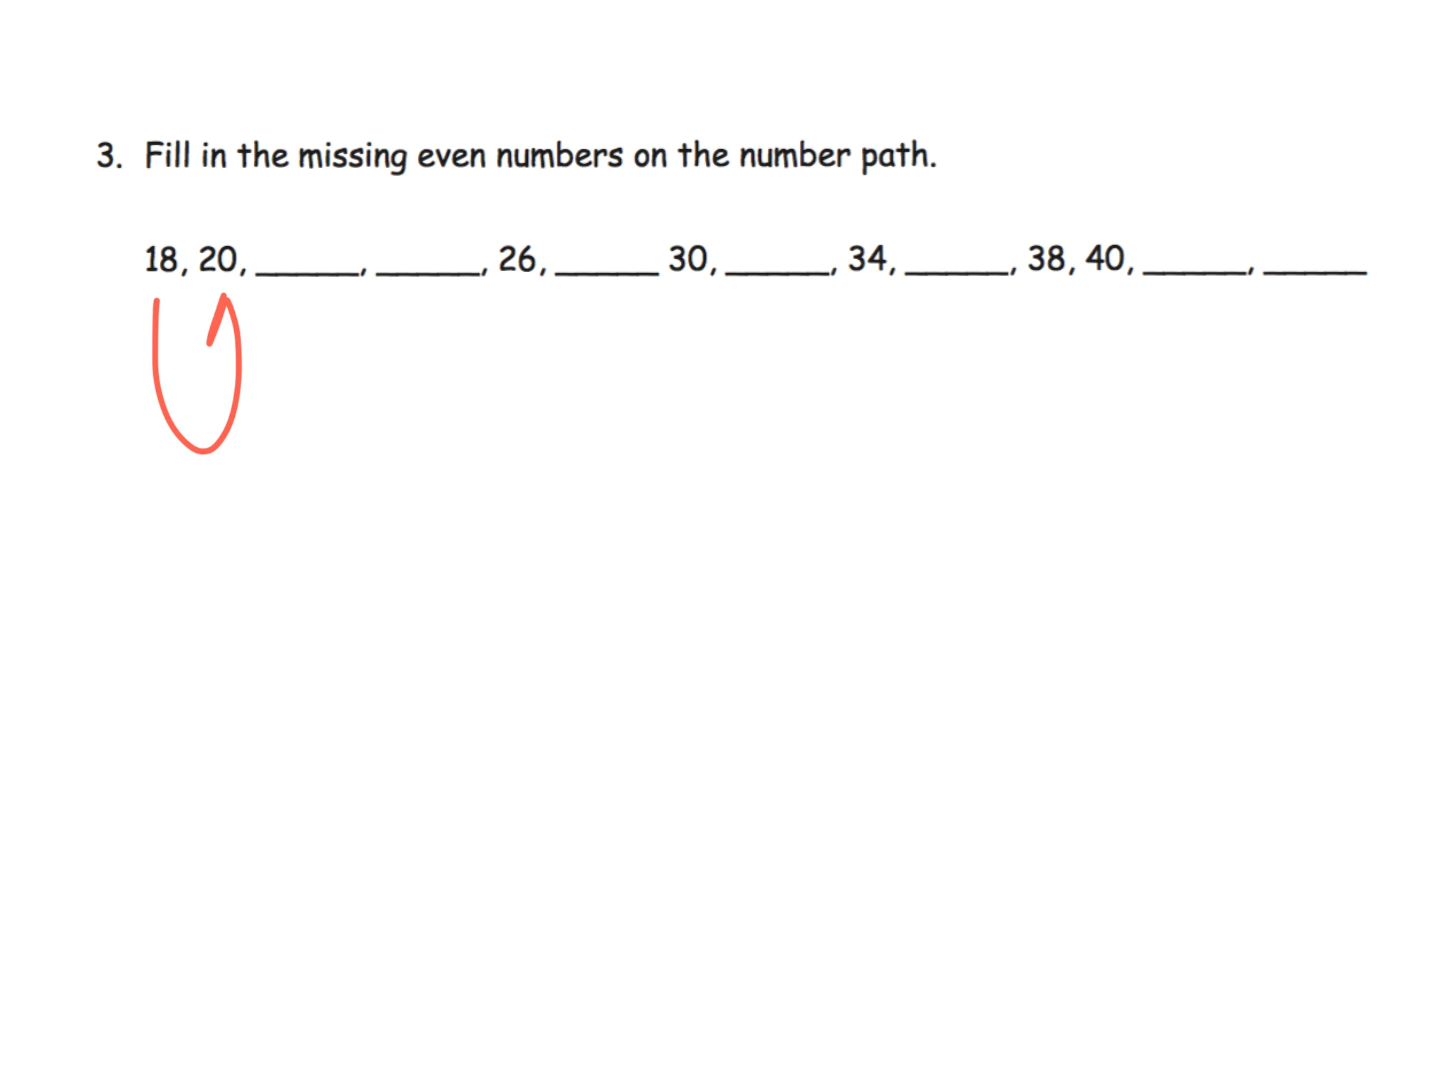 3. Fill in the missing even numbers on the number path.
18, 20, ______, ______, 26, ______ 30, ______, 34, ______, 38, 40, ______, ______